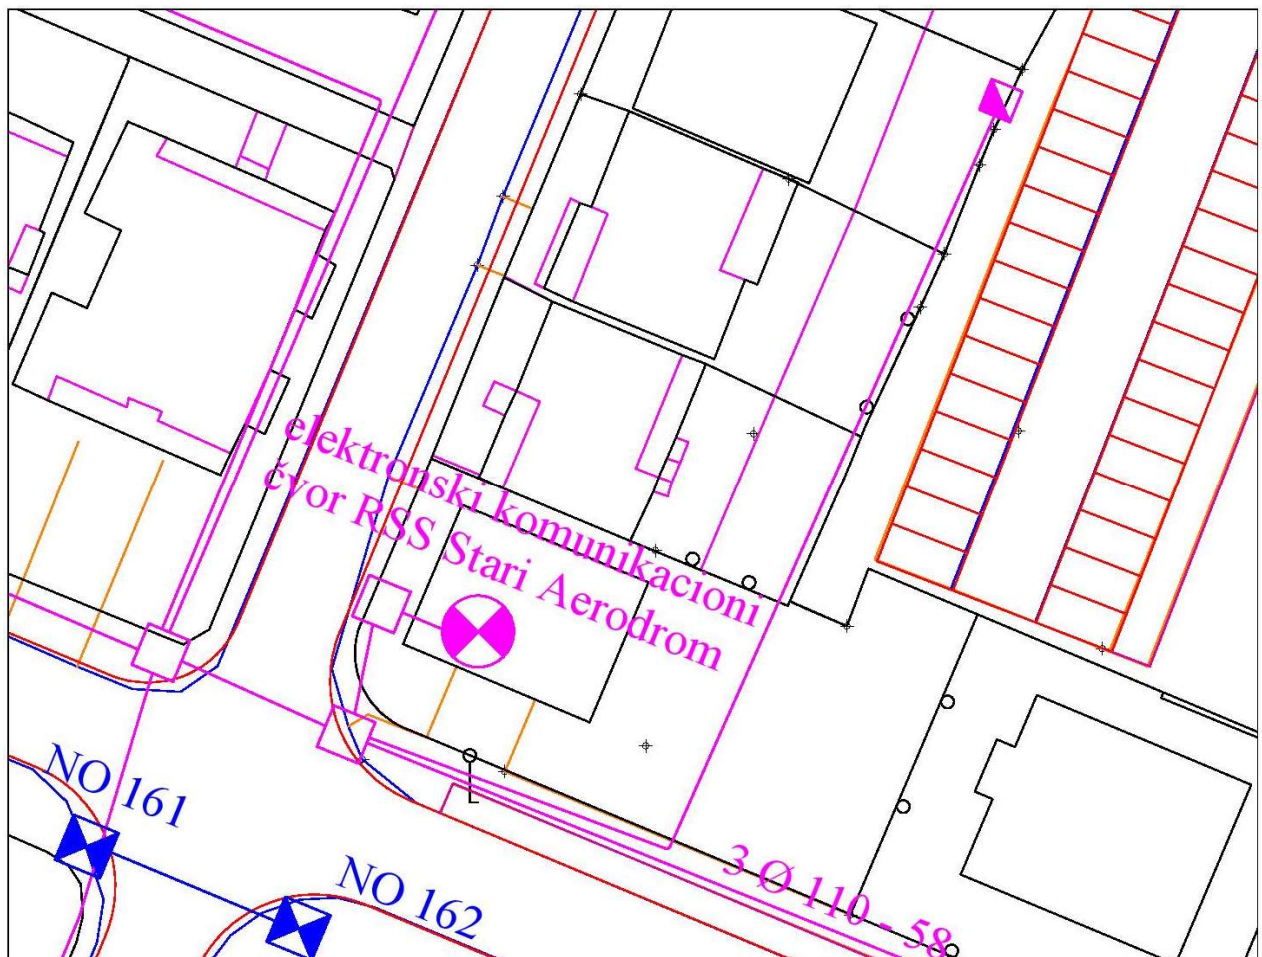 elektronski komunikacioni
čvor RSS Stari Aerodrom
NO 161
NO 162
3 Ø 110 - 58